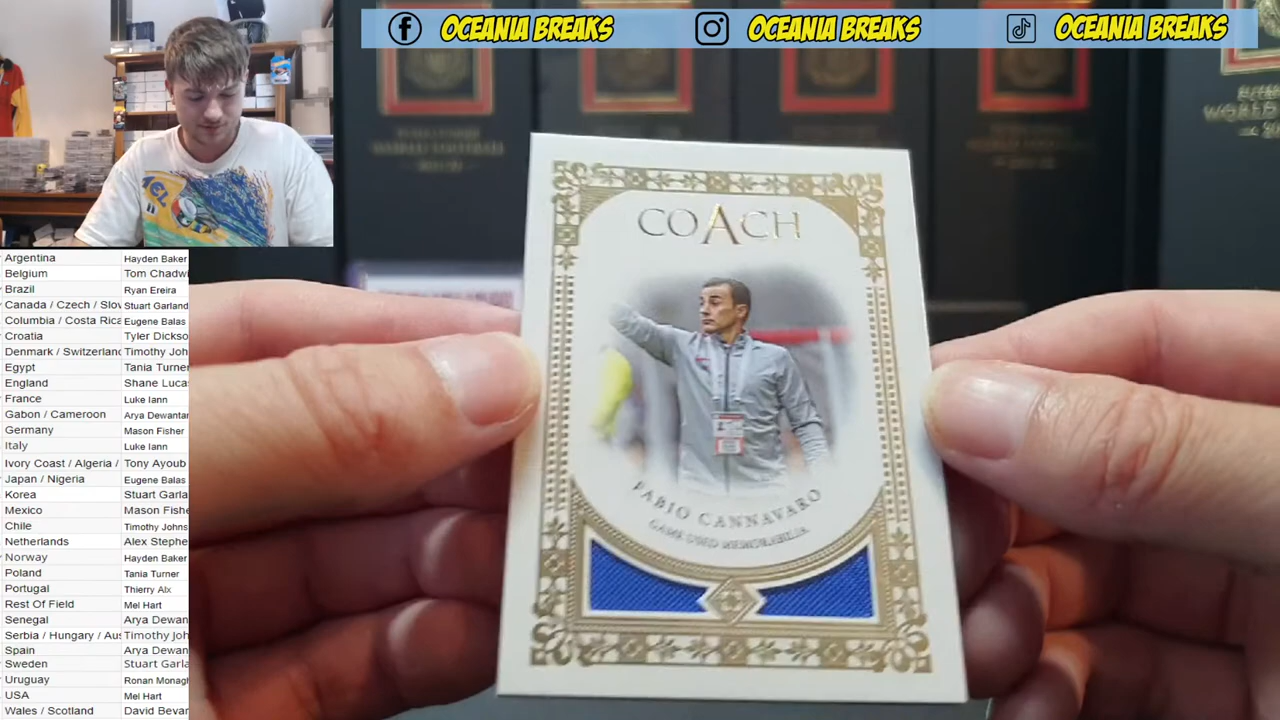 OCEANIA BREAKS
OCEANIA BREAKS
OCEANIA BREAKS
COACH
FABIO CANNAVARO
GAME USED MEMORABILIA
Argentina Hayden Baker
Belgium Tom Chadwi
Brazil Ryan Ereira
Canada / Czech / Slov Stuart Garland
Columbia / Costa Rica Eugene Balas
Croatia Tyler Dickso
Denmark / Switzerland Timothy Joh
Egypt Tania Turner
England Shane Lucas
France Luke Iann
Gabon / Cameroon Arya Dewantar
Germany Mason Fisher
Italy Luke Iann
Ivory Coast / Algeria / Tony Ayoub
Japan / Nigeria Eugene Balas
Korea Stuart Garla
Mexico Mason Fishe
Chile Timothy Johns
Netherlands Alex Stephe
Norway Hayden Baker
Poland Tania Turner
Portugal Thierry Alx
Rest Of Field Mel Hart
Senegal Arya Dewan
Serbia / Hungary / Aus Timothy Joh
Spain Arya Dewan
Sweden Stuart Garla
Uruguay Ronan Monagh
USA Mel Hart
Wales / Scotland David Bevar